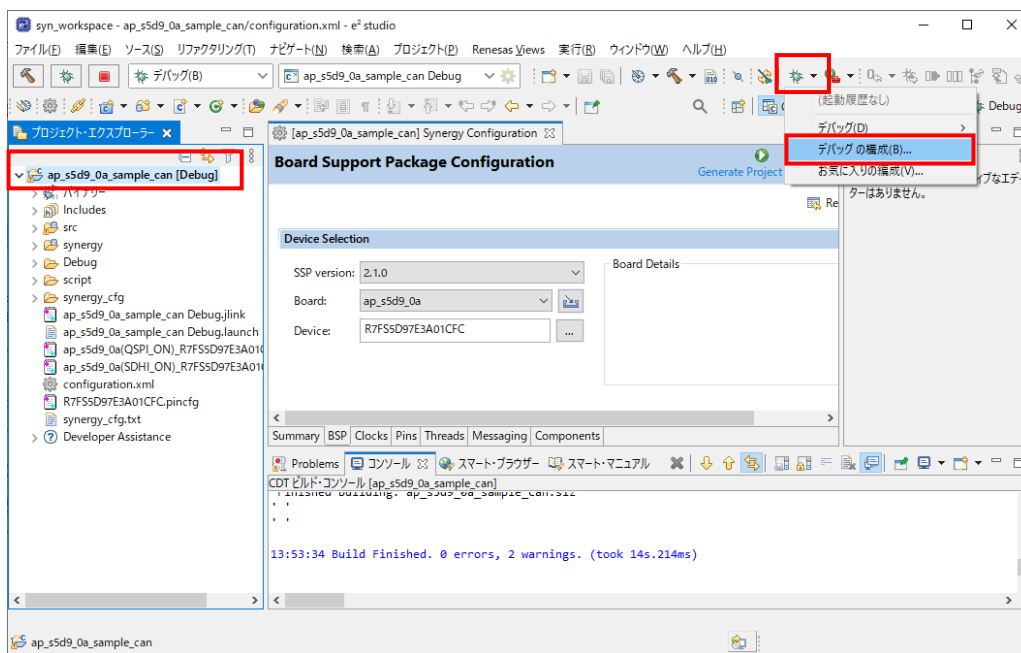 syn_workspace - ap_s5d9_0a_sample_can/configuration.xml - e² studio
ファイル(F) 編集(E) ソース(S) リファクタリング(T) ナビゲート(N) 検索(A) プロジェクト(P) Renesas Views 実行(R) ウィンドウ(W) ヘルプ(H)
デバッグ(B)
ap_s5d9_0a_sample_can Debug
(起動履歴なし)
デバッグ(D)
デバッグ の構成(B)...
お気に入りの編成(V)...
Debug
プロジェクト・エクスプローラー
ap_s5d9_0a_sample_can [Debug]
バイナリー
Includes
src
synergy
Debug
script
synergy_cfg
ap_s5d9_0a_sample_can Debug.jlink
ap_s5d9_0a_sample_can Debug.launch
ap_s5d9_0a(QSPI_ON)_R7FS5D97E3A01
ap_s5d9_0a(SDHI_ON)_R7FS5D97E3A01
configuration.xml
R7FS5D97E3A01CFC.pincfg
synergy_cfg.txt
Developer Assistance
[ap_s5d9_0a_sample_can] Synergy Configuration
Board Support Package Configuration
Generate Project
Re
Device Selection
SSP version: 2.1.0
Board: ap_s5d9_0a
Device: R7FS5D97E3A01CFC ...
Board Details
Summary BSP Clocks Pins Threads Messaging Components
ブなエディ
ターはありません。
Problems コンソール スマート・ブラウザー スマート・マニュアル
CDT ビルド・コンソール [ap_s5d9_0a_sample_can]
'Finished building: ap_s5d9_0a_sample_can.siz
' '
' '
13:53:34 Build Finished. 0 errors, 2 warnings. (took 14s.214ms)
ap_s5d9_0a_sample_can